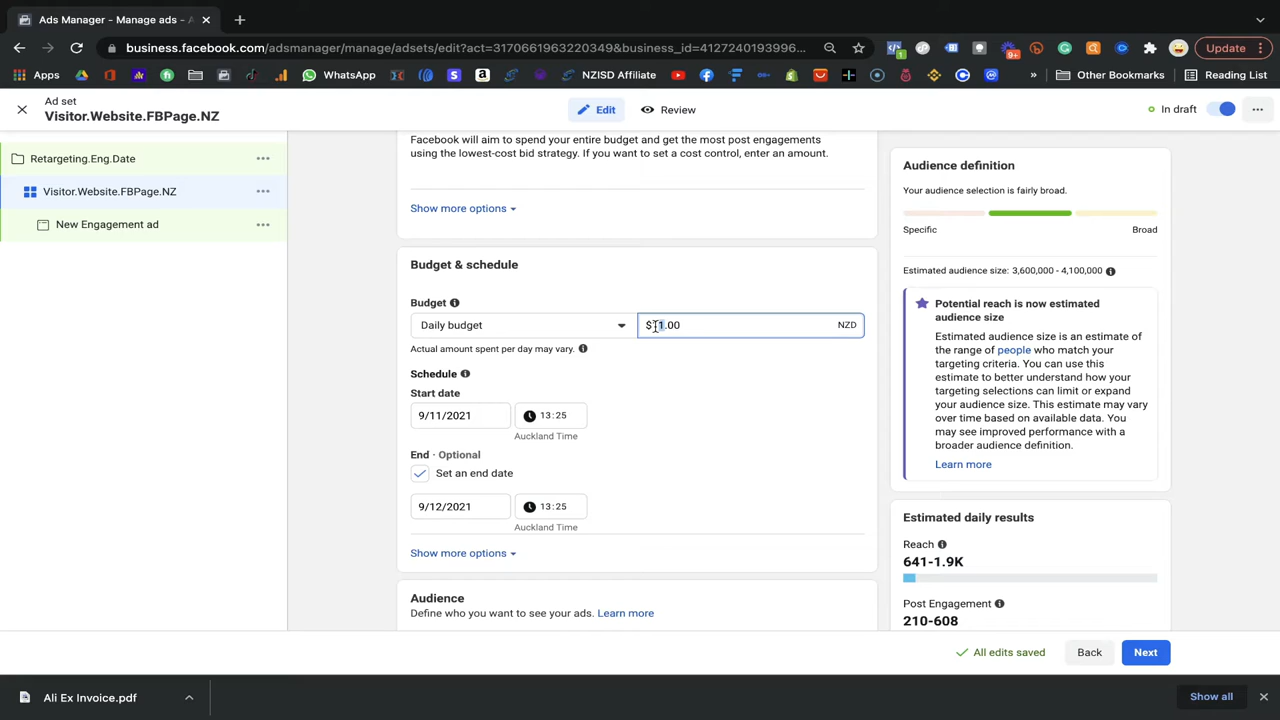 Ads Manager - Manage ads -
business.facebook.com/adsmanager/manage/adsets/edit?act=3170661963220349&business_id=4127240193996...
Update
Apps
WhatsApp
NZISD Affiliate
»
Other Bookmarks
Reading List
Ad set
Visitor.Website.FBPage.NZ
Edit
Review
In draft
Retargeting.Eng.Date
Visitor.Website.FBPage.NZ
New Engagement ad
Facebook will aim to spend your entire budget and get the most post engagements
using the lowest-cost bid strategy. If you want to set a cost control, enter an amount.
Show more options
Budget & schedule
Budget
Daily budget
NZD
Actual amount spent per day may vary.
Schedule
Start date
9/11/2021
13:25
Auckland Time
End · Optional
Set an end date
9/12/2021
13:25
Auckland Time
Show more options
Audience
Define who you want to see your ads. Learn more
Audience definition
Your audience selection is fairly broad.
Specific
Broad
Estimated audience size: 3,600,000 - 4,100,000
Potential reach is now estimated
audience size
Estimated audience size is an estimate of
the range of people who match your
targeting criteria. You can use this
estimate to better understand how your
targeting selections can limit or expand
your audience size. This estimate may vary
over time based on available data. You
may see improved performance with a
broader audience definition.
Learn more
Estimated daily results
Reach
641-1.9K
Post Engagement
210-608
All edits saved
Back
Next
Ali Ex Invoice.pdf
Show all